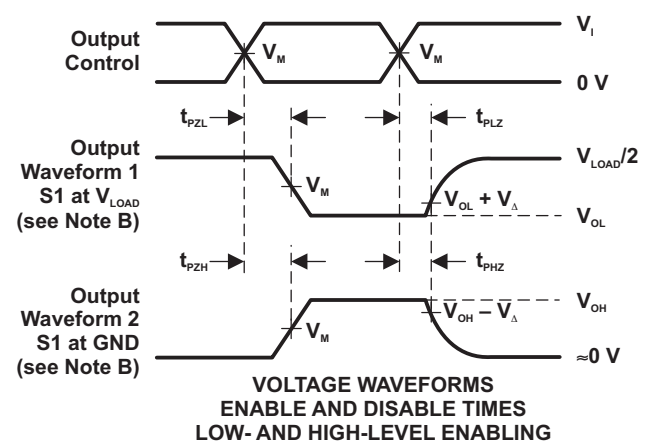 Output
Control
V_M
V_M
V_I
0 V
t_PZL
t_PLZ
Output
Waveform 1
S1 at V_LOAD
(see Note B)
V_M
V_OL + V_Δ
V_LOAD/2
V_OL
t_PZH
t_PHZ
Output
Waveform 2
S1 at GND
(see Note B)
V_M
V_OH – V_Δ
V_OH
≈0 V
VOLTAGE WAVEFORMS
ENABLE AND DISABLE TIMES
LOW- AND HIGH-LEVEL ENABLING